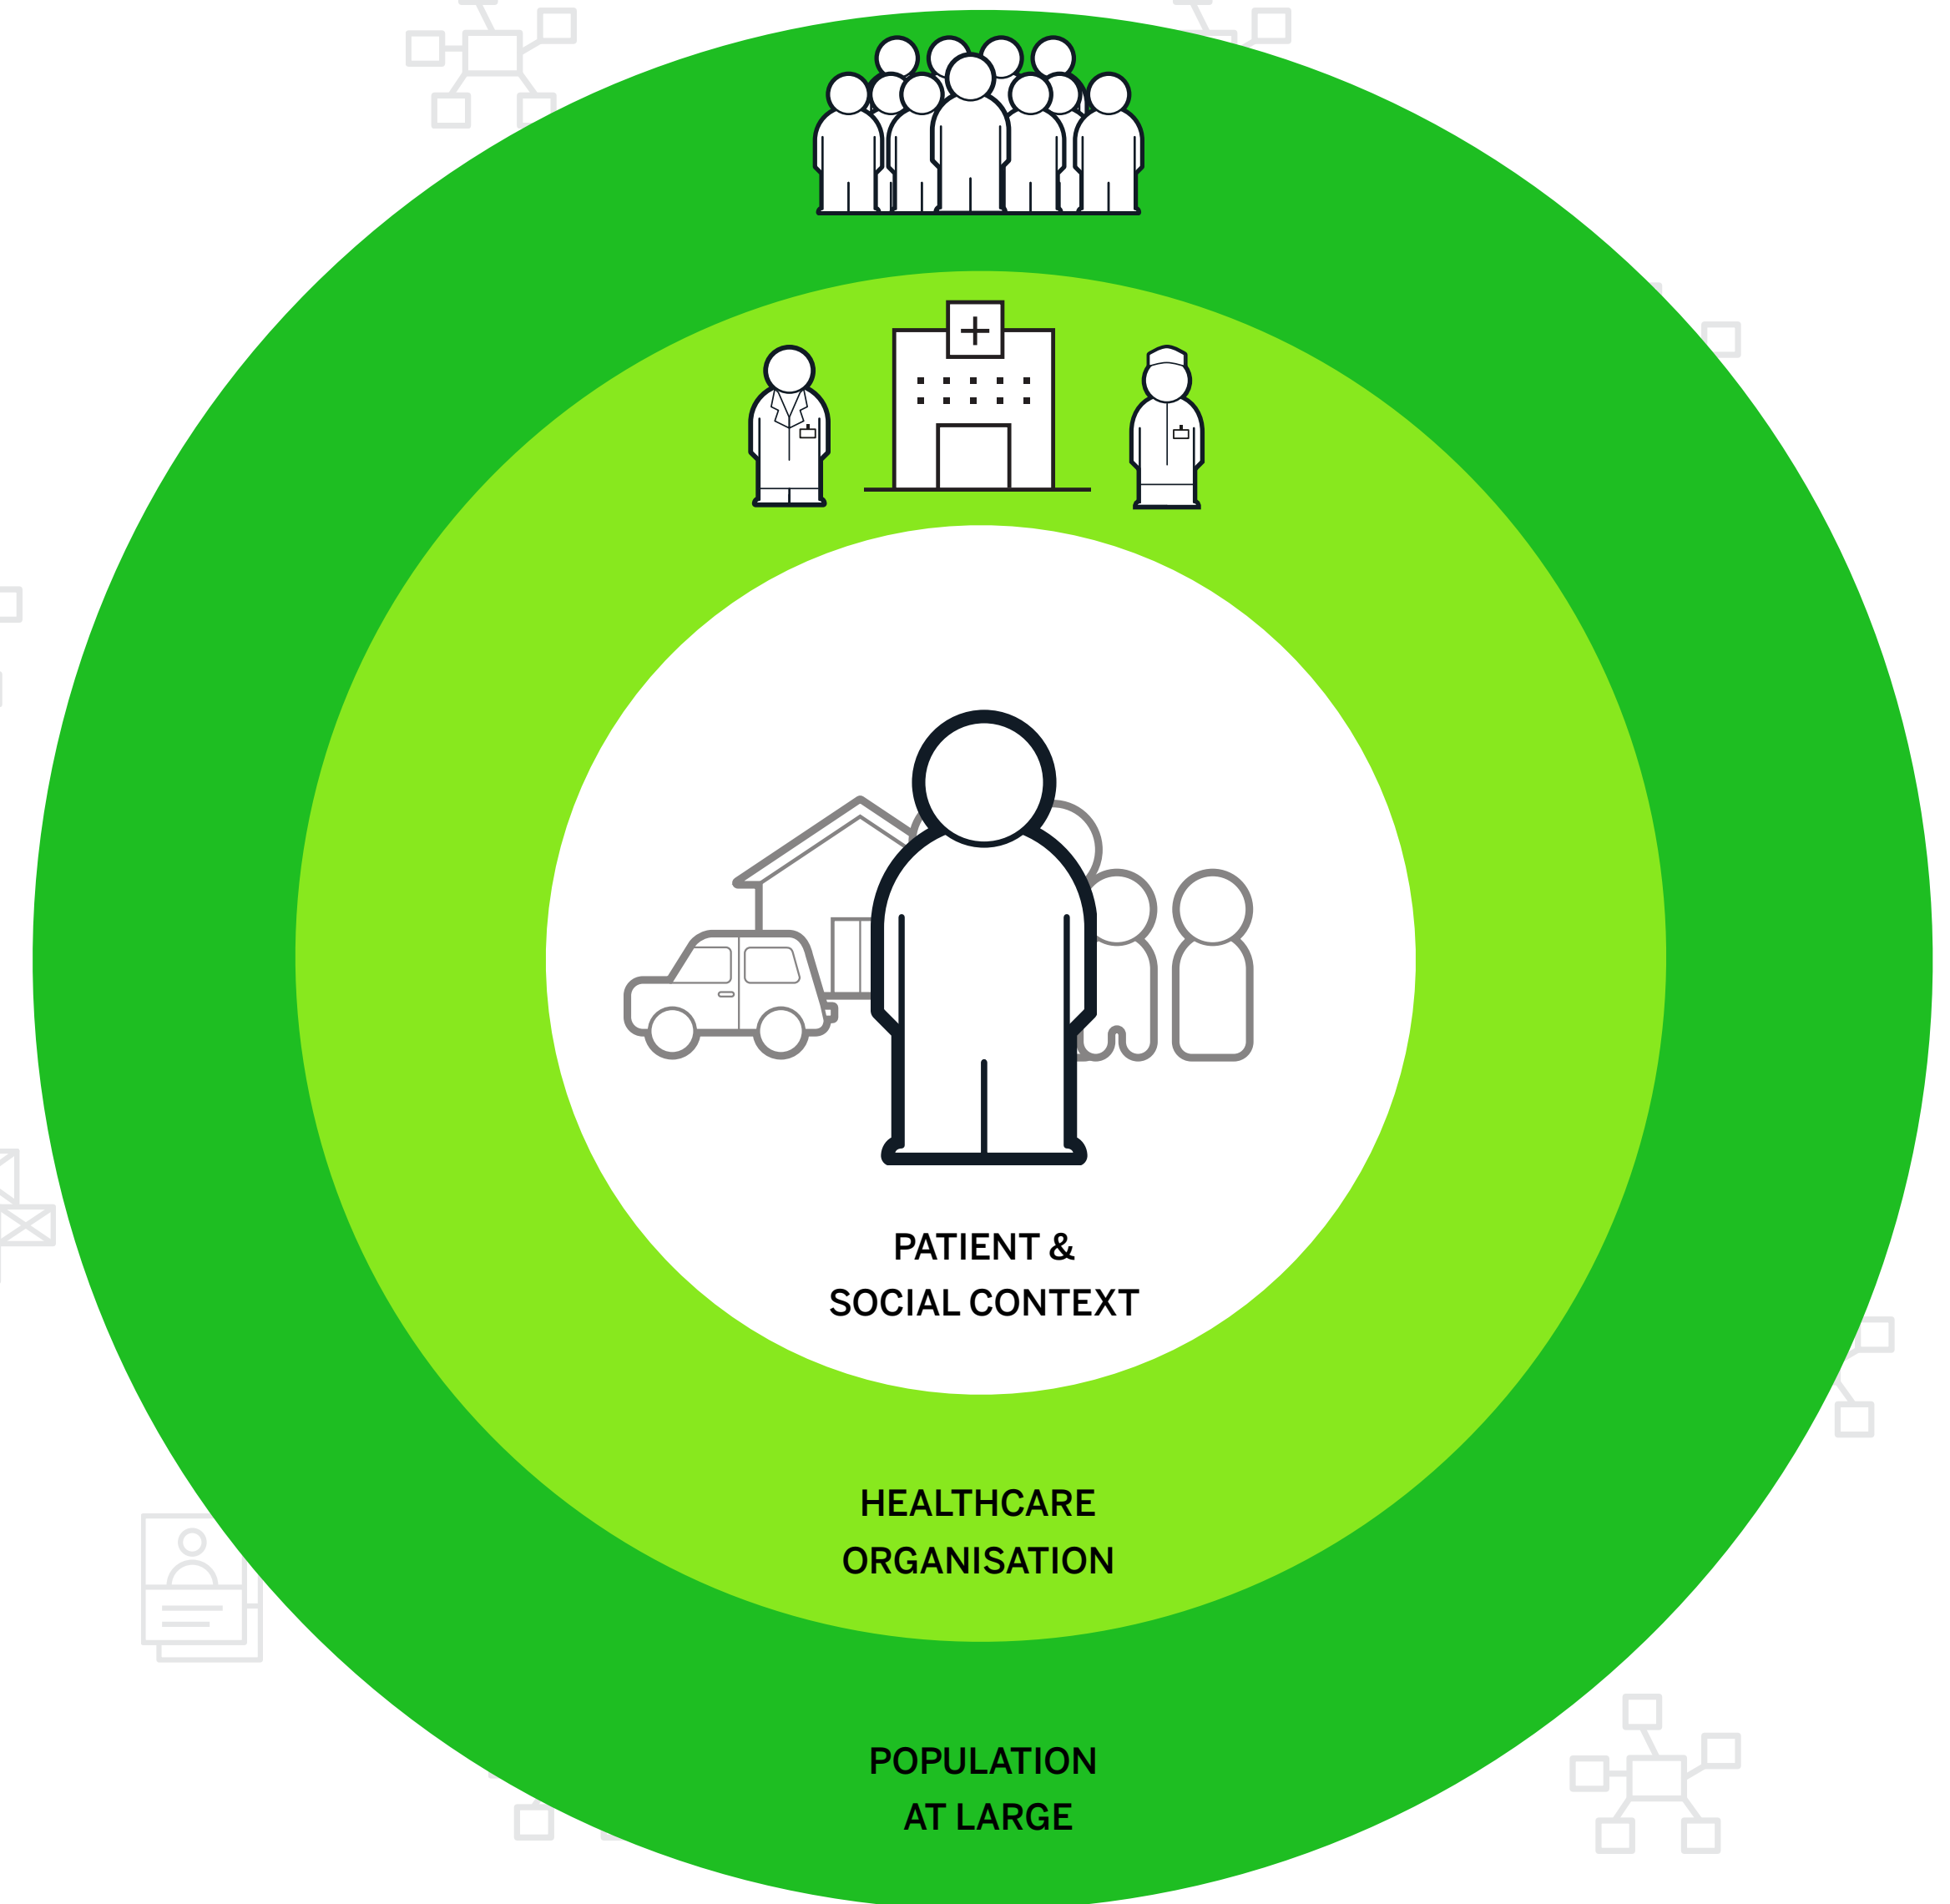 PATIENT &
SOCIAL CONTEXT
HEALTHCARE
ORGANISATION
POPULATION
AT LARGE